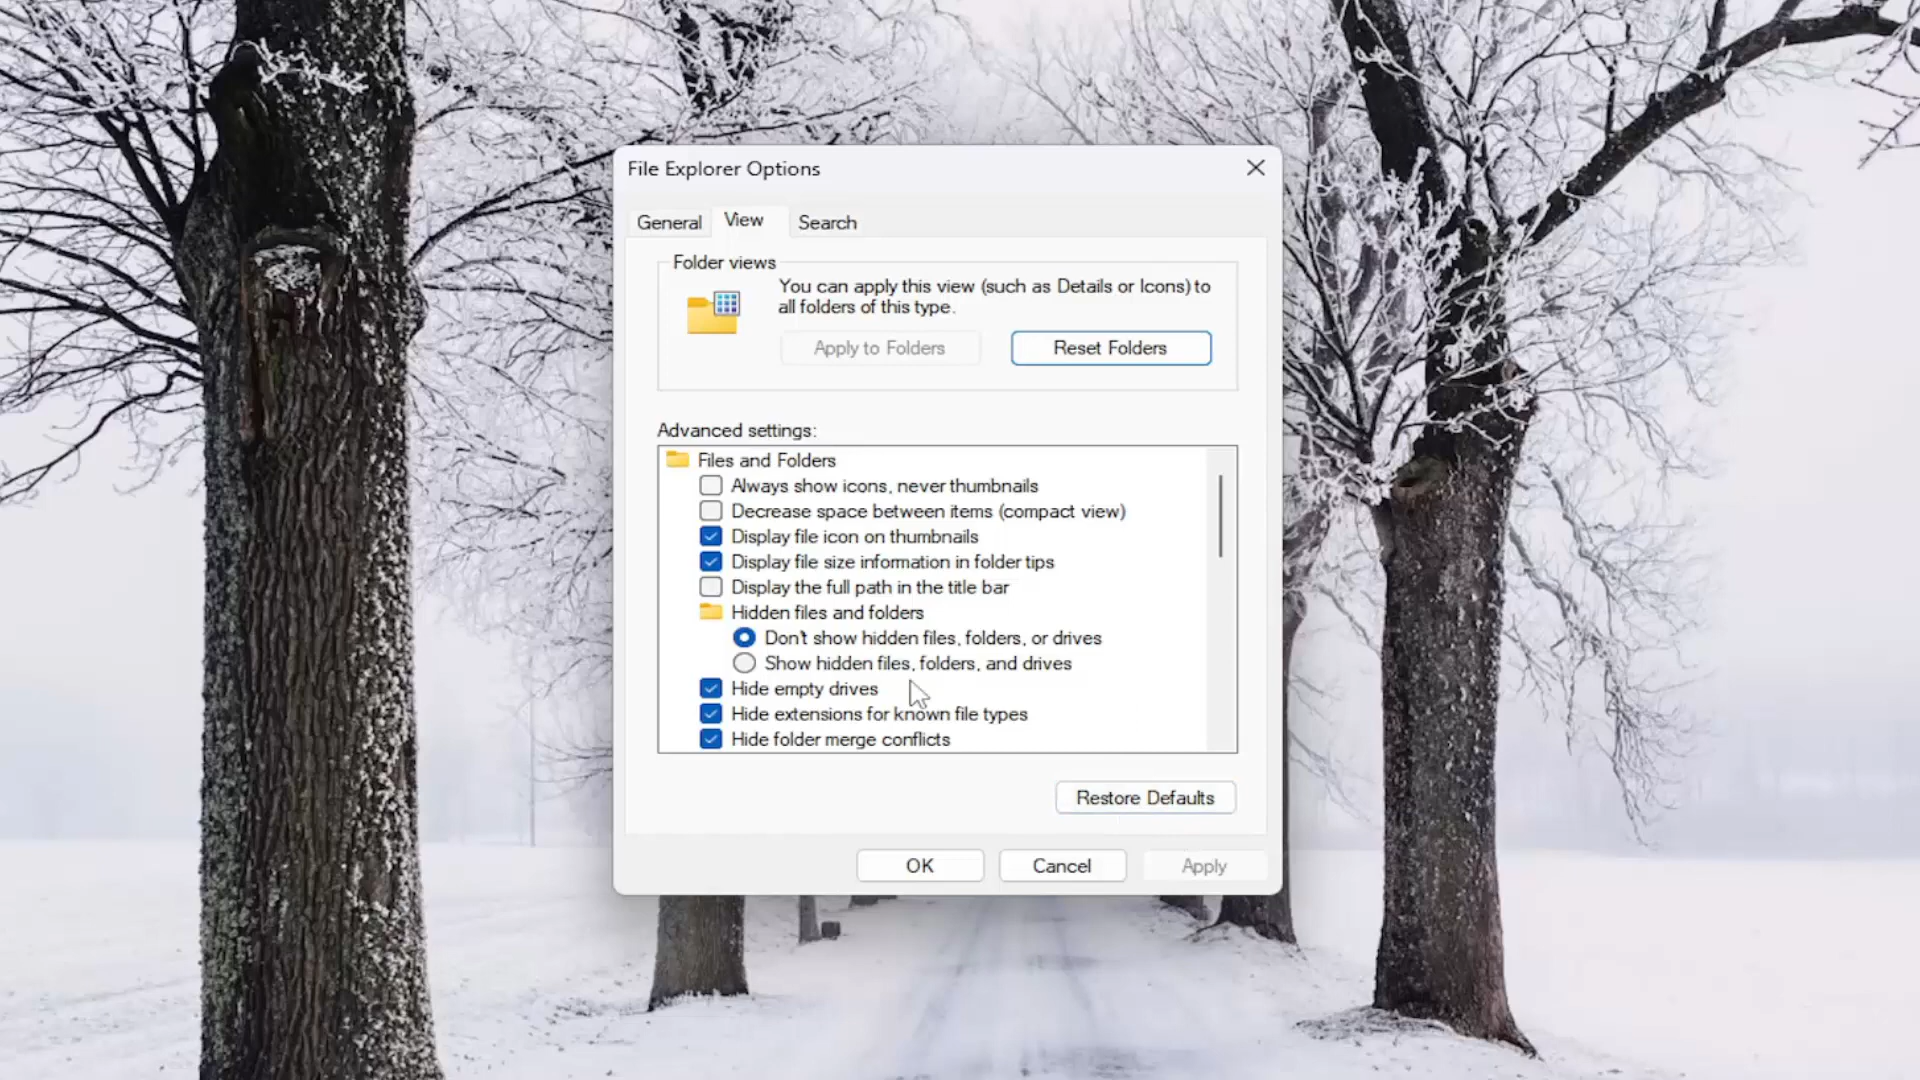 File Explorer Options
General
View
Search
Folder views
You can apply this view (such as Details or Icons) to
all folders of this type.
Apply to Folders
Reset Folders
Advanced settings:
Files and Folders
Always show icons, never thumbnails
Decrease space between items (compact view)
Display file icon on thumbnails
Display file size information in folder tips
Display the full path in the title bar
Hidden files and folders
Don't show hidden files, folders, or drives
Show hidden files, folders, and drives
Hide empty drives
Hide extensions for known file types
Hide folder merge conflicts
Restore Defaults
OK
Cancel
Apply